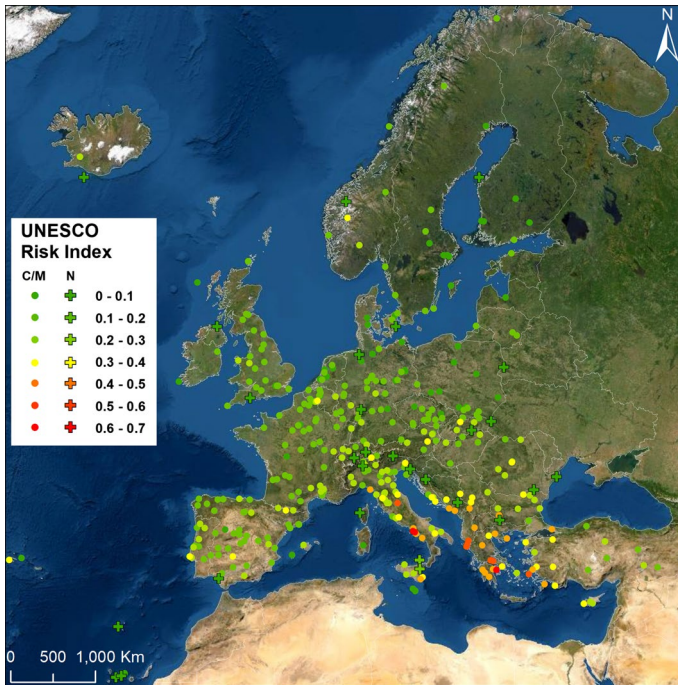 N
UNESCO
Risk Index
C/M N
0 - 0.1
0.1 - 0.2
0.2 - 0.3
0.3 - 0.4
0.4 - 0.5
0.5 - 0.6
0.6 - 0.7
0 500 1,000 Km